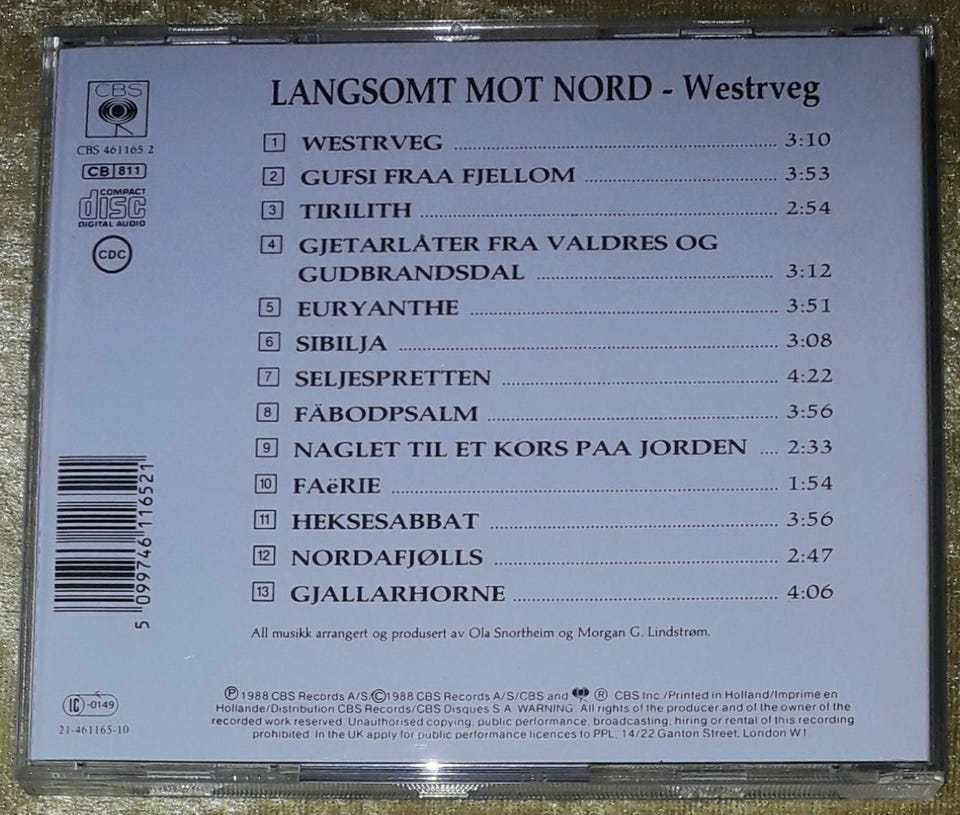 LANGSOMT MOT NORD - Westrveg
CBS
CBS 461165 2
CB 811
COMPACT
disc
DIGITAL AUDIO
CDC
1 WESTRVEG 3:10
2 GUFSI FRAA FJELLOM 3:53
3 TIRILITH 2:54
4 GJETARLÅTER FRA VALDRES OG
GUDBRANDSDAL 3:12
5 EURYANTHE 3:51
6 SIBILJA 3:08
7 SELJESPRETTEN 4:22
8 FÄBODPSALM 3:56
9 NAGLET TIL ET KORS PAA JORDEN 2:33
10 FAëRIE 1:54
11 HEKSESABBAT 3:56
12 NORDAFJØLLS 2:47
13 GJALLARHORNE 4:06
All musikk arrangert og produsert av Ola Snortheim og Morgan G. Lindstrøm.
5 099746 116521
LC -0149
21-461165-10
℗ 1988 CBS Records A/S/© 1988 CBS Records A/S/CBS and ® CBS Inc./Printed in Holland/Imprime en
Hollande/Distribution CBS Records/CBS Disques S.A. WARNING: All rights of the producer and of the owner of the
recorded work reserved. Unauthorised copying, public performance, broadcasting, hiring or rental of this recording
prohibited. In the UK apply for public performance licences to PPL, 14/22 Ganton Street, London W1